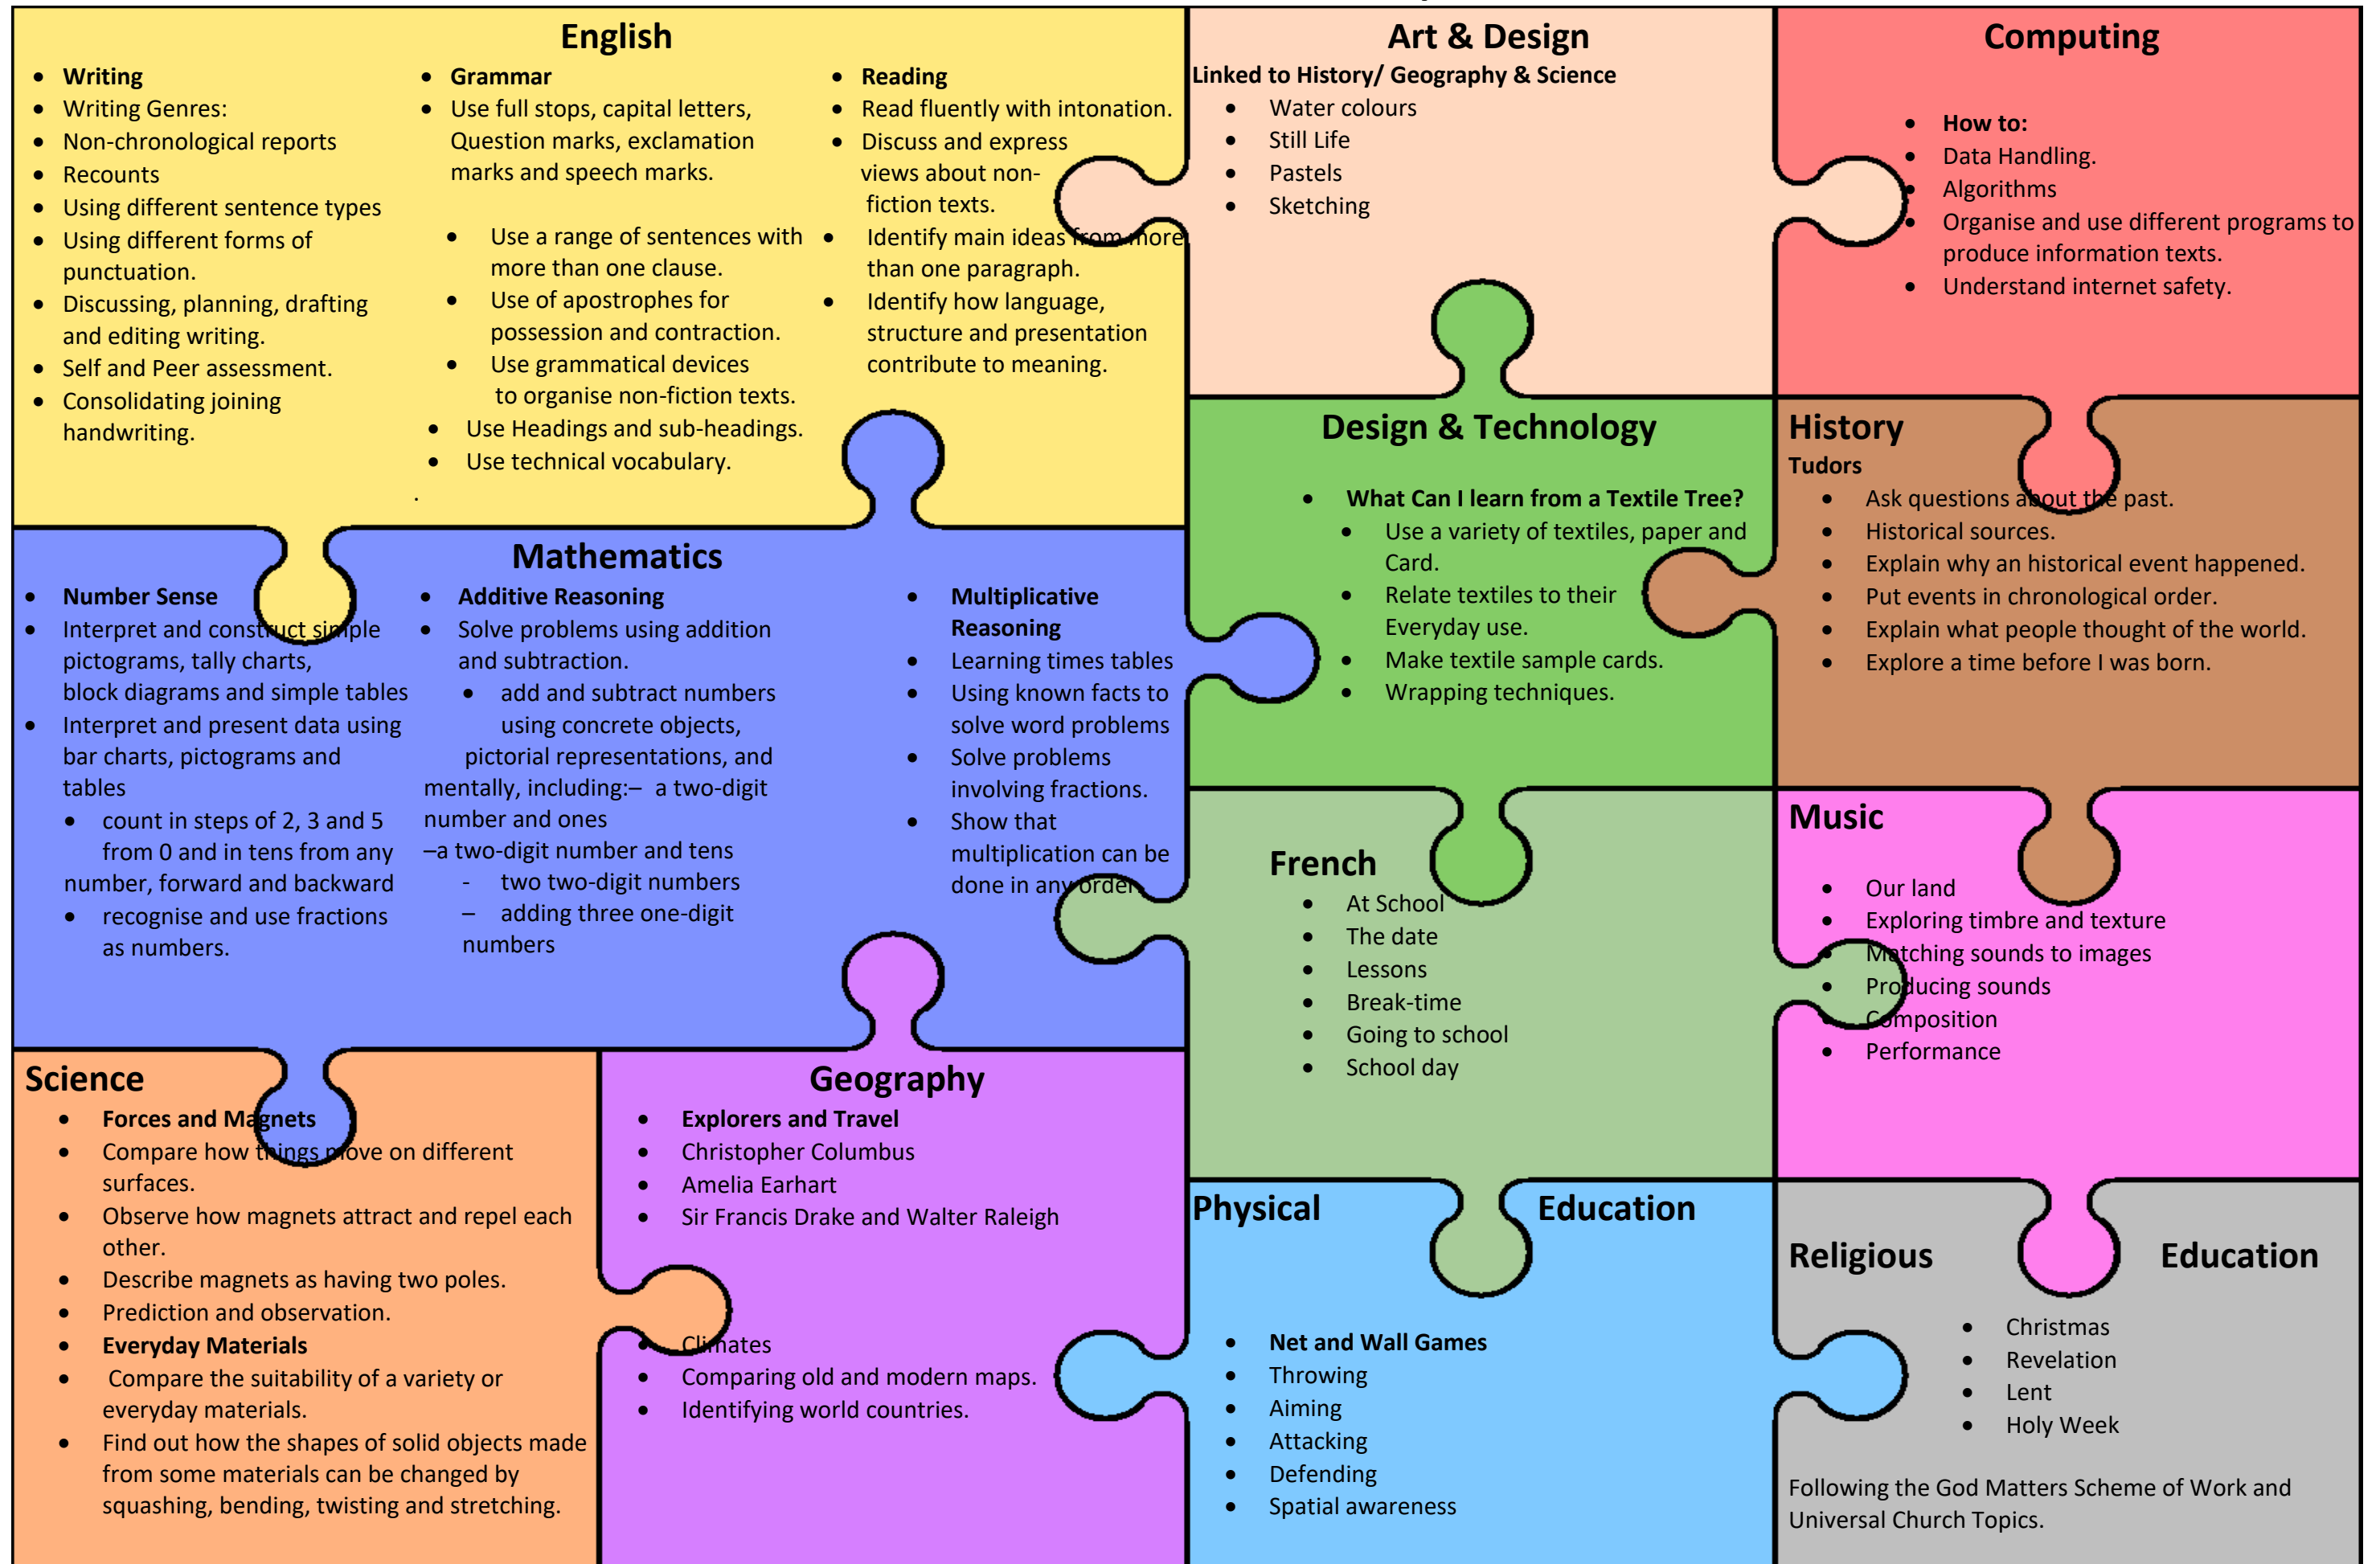 English
• Writing
• Writing Genres:
• Non-chronological reports
• Recounts
• Using different sentence types
• Using different forms of
punctuation.
• Discussing, planning, drafting
and editing writing.
• Self and Peer assessment.
• Consolidating joining
handwriting.
• Grammar
• Use full stops, capital letters,
Question marks, exclamation
marks and speech marks.
• Use a range of sentences with
more than one clause.
• Use of apostrophes for
possession and contraction.
• Use grammatical devices
to organise non-fiction texts.
• Use Headings and sub-headings.
• Use technical vocabulary.
.
• Reading
• Read fluently with intonation.
• Discuss and express
views about non-
fiction texts.
• Identify main ideas from more
than one paragraph.
• Identify how language,
structure and presentation
contribute to meaning.
Art & Design
Linked to History/ Geography & Science
• Water colours
• Still Life
• Pastels
• Sketching
Computing
• How to:
• Data Handling.
• Algorithms
• Organise and use different programs to
produce information texts.
• Understand internet safety.
Mathematics
• Number Sense
• Interpret and construct simple
pictograms, tally charts,
block diagrams and simple tables
• Interpret and present data using
bar charts, pictograms and
tables
• count in steps of 2, 3 and 5
from 0 and in tens from any
number, forward and backward
• recognise and use fractions
as numbers.
• Additive Reasoning
• Solve problems using addition
and subtraction.
• add and subtract numbers
using concrete objects,
pictorial representations, and
mentally, including:– a two-digit
number and ones
–a two-digit number and tens
- two two-digit numbers
– adding three one-digit
numbers
• Multiplicative
Reasoning
• Learning times tables
• Using known facts to
solve word problems
• Solve problems
involving fractions.
• Show that
multiplication can be
done in any order
Design & Technology
• What Can I learn from a Textile Tree?
• Use a variety of textiles, paper and
Card.
• Relate textiles to their
Everyday use.
• Make textile sample cards.
• Wrapping techniques.
History
Tudors
• Ask questions about the past.
• Historical sources.
• Explain why an historical event happened.
• Put events in chronological order.
• Explain what people thought of the world.
• Explore a time before I was born.
French
• At School
• The date
• Lessons
• Break-time
• Going to school
• School day
Music
• Our land
• Exploring timbre and texture
• Matching sounds to images
• Producing sounds
• Composition
• Performance
Science
• Forces and Magnets
• Compare how things move on different
surfaces.
• Observe how magnets attract and repel each
other.
• Describe magnets as having two poles.
• Prediction and observation.
• Everyday Materials
• Compare the suitability of a variety or
everyday materials.
• Find out how the shapes of solid objects made
from some materials can be changed by
squashing, bending, twisting and stretching.
Geography
• Explorers and Travel
• Christopher Columbus
• Amelia Earhart
• Sir Francis Drake and Walter Raleigh
• Climates
• Comparing old and modern maps.
• Identifying world countries.
Physical Education
• Net and Wall Games
• Throwing
• Aiming
• Attacking
• Defending
• Spatial awareness
Religious Education
• Christmas
• Revelation
• Lent
• Holy Week
Following the God Matters Scheme of Work and
Universal Church Topics.